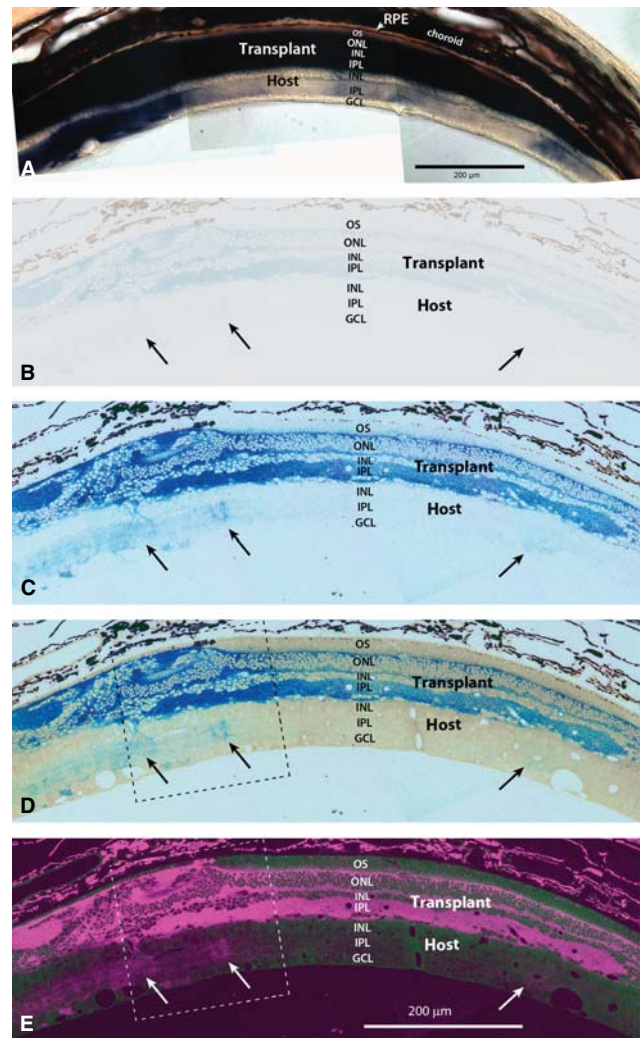 RPE
OS
choroid
ONL
Transplant
INL
IPL
INL
Host
IPL
GCL
A
200 µm
OS
ONL
INL
IPL
Transplant
INL
IPL
Host
GCL
B
OS
ONL
INL
IPL
Transplant
INL
IPL
Host
GCL
C
OS
ONL
INL
IPL
Transplant
INL
IPL
Host
GCL
D
OS
ONL
INL
IPL
Transplant
INL
IPL
Host
GCL
E
200 µm